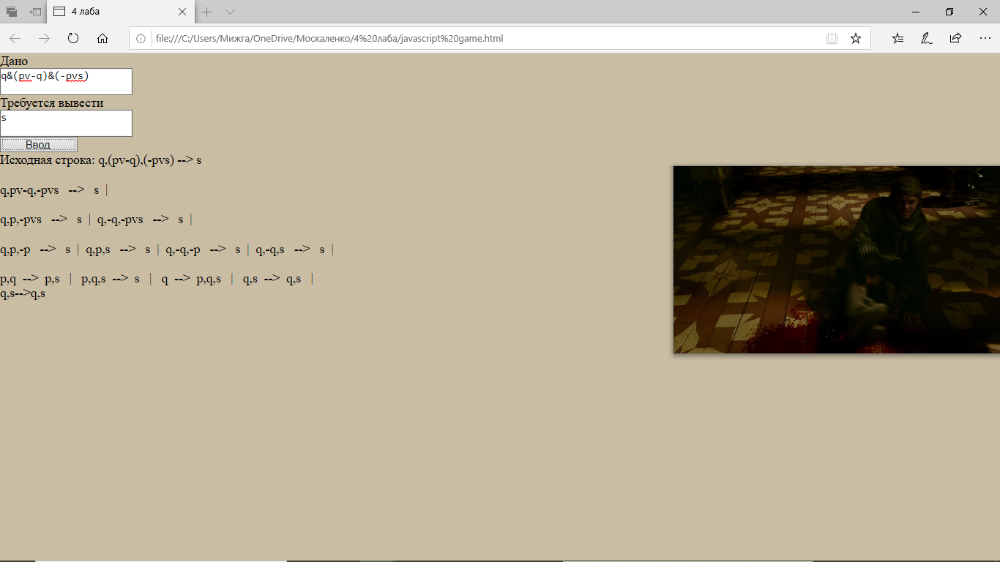 4 лаба
file:///C:/Users/Мижга/OneDrive/Москаленко/4%20лаба/javascript%20game.html
Дано
q&(pv-q)&(-pvs)
Требуется вывести
s
Ввод
Исходная строка: q,(pv-q),(-pvs) --> s
q,pv-q,-pvs --> s |
q,p,-pvs --> s | q,-q,-pvs --> s |
q,p,-p --> s | q,p,s --> s | q,-q,-p --> s | q,-q,s --> s |
p,q --> p,s | p,q,s --> s | q --> p,q,s | q,s --> q,s |
q,s-->q,s